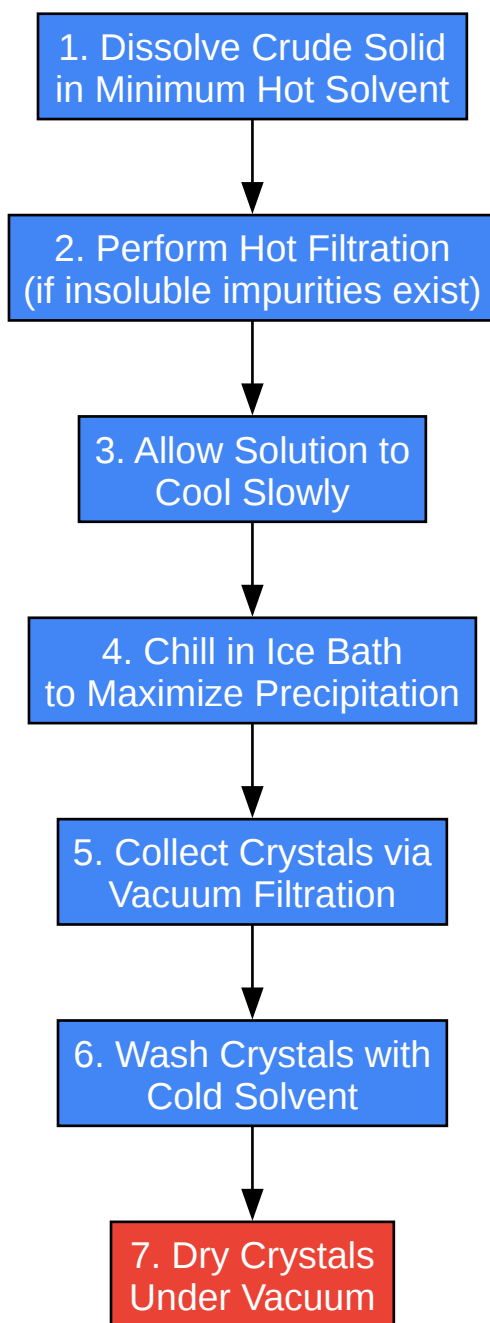 1. Dissolve Crude Solid
in Minimum Hot Solvent
2. Perform Hot Filtration
(if insoluble impurities exist)
3. Allow Solution to
Cool Slowly
4. Chill in Ice Bath
to Maximize Precipitation
5. Collect Crystals via
Vacuum Filtration
6. Wash Crystals with
Cold Solvent
7. Dry Crystals
Under Vacuum